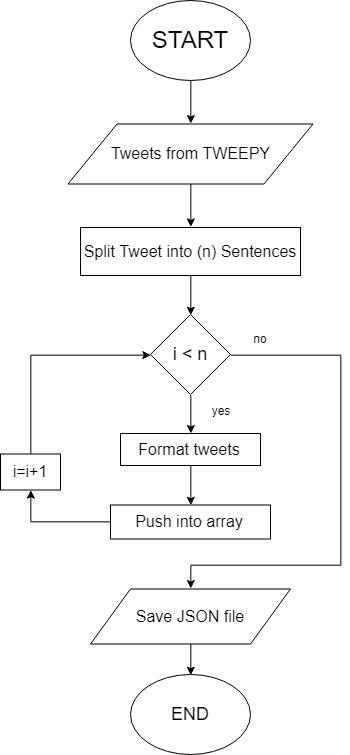 START
Tweets from TWEEPY
Split Tweet into (n) Sentences
i < n
no
yes
Format tweets
i=i+1
Push into array
Save JSON file
END